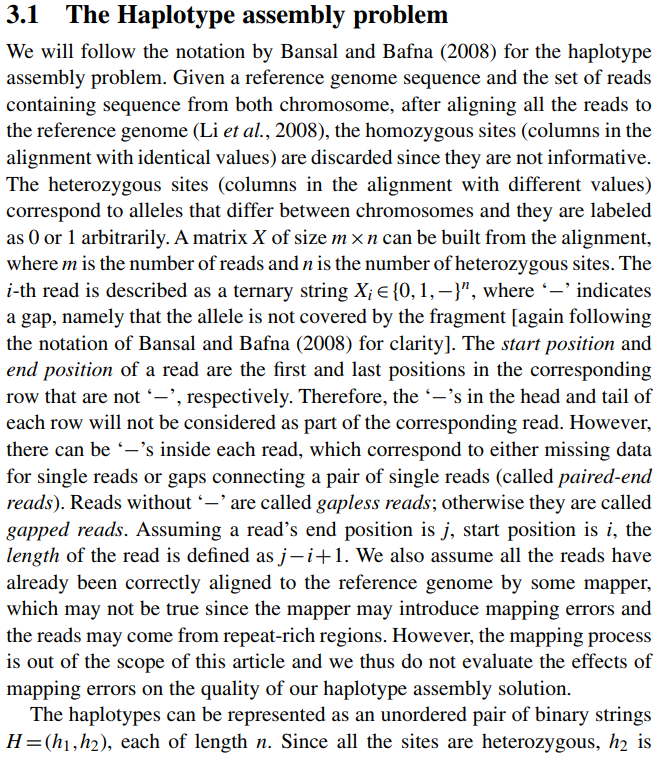 3.1 The Haplotype assembly problem
We will follow the notation by Bansal and Bafna (2008) for the haplotype
assembly problem. Given a reference genome sequence and the set of reads
containing sequence from both chromosome, after aligning all the reads to
the reference genome (Li et al., 2008), the homozygous sites (columns in the
alignment with identical values) are discarded since they are not informative.
The heterozygous sites (columns in the alignment with different values)
correspond to alleles that differ between chromosomes and they are labeled
as 0 or 1 arbitrarily. A matrix X of size m × n can be built from the alignment,
where m is the number of reads and n is the number of heterozygous sites. The
i-th read is described as a ternary string Xᵢ ∈ {0, 1, −}ⁿ, where ‘−’ indicates
a gap, namely that the allele is not covered by the fragment [again following
the notation of Bansal and Bafna (2008) for clarity]. The start position and
end position of a read are the first and last positions in the corresponding
row that are not ‘−’, respectively. Therefore, the ‘−’s in the head and tail of
each row will not be considered as part of the corresponding read. However,
there can be ‘−’s inside each read, which correspond to either missing data
for single reads or gaps connecting a pair of single reads (called paired-end
reads). Reads without ‘−’ are called gapless reads; otherwise they are called
gapped reads. Assuming a read’s end position is j, start position is i, the
length of the read is defined as j−i+1. We also assume all the reads have
already been correctly aligned to the reference genome by some mapper,
which may not be true since the mapper may introduce mapping errors and
the reads may come from repeat-rich regions. However, the mapping process
is out of the scope of this article and we thus do not evaluate the effects of
mapping errors on the quality of our haplotype assembly solution.
The haplotypes can be represented as an unordered pair of binary strings
H=(h₁,h₂), each of length n. Since all the sites are heterozygous, h₂ is